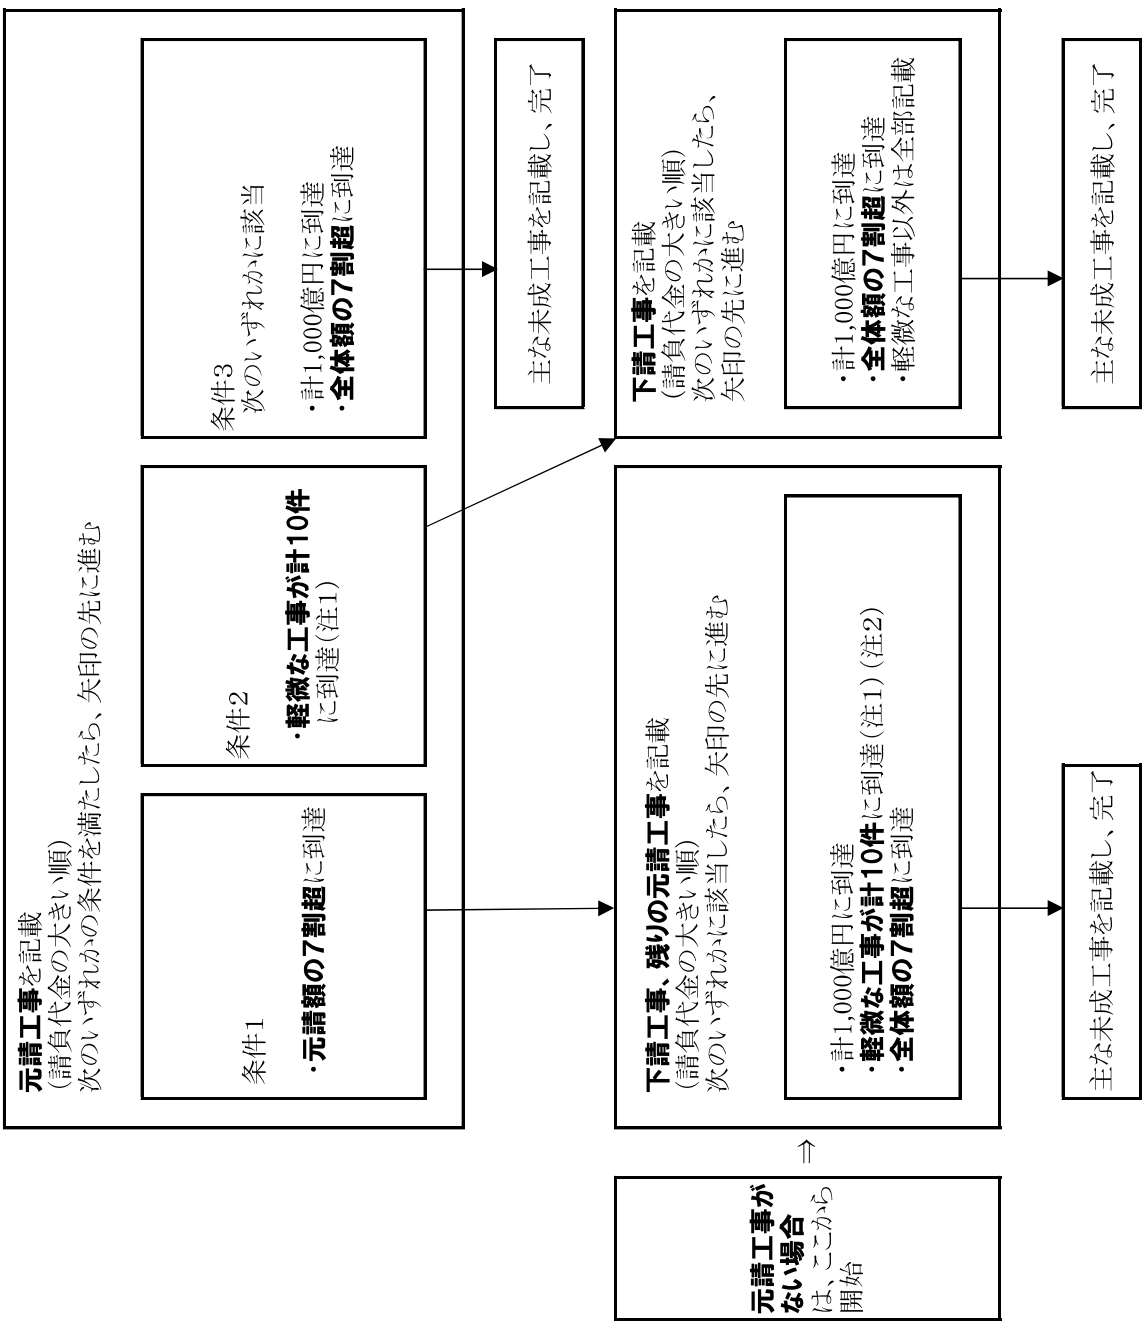 元請工事を記載
(請負代金の大きい順)
次のいずれかの条件を満たしたら、矢印の先に進む
条件1
・元請額の7割超に到達
条件2
・軽微な工事が計10件
に到達(注1)
条件3
次のいずれかに該当
・計1,000億円に到達
・全体額の7割超に到達
主な未成工事を記載し、完了
元請工事が
ない場合
は、ここから
開始
⇒
下請工事、残りの元請工事を記載
(請負代金の大きい順)
次のいずれかに該当したら、矢印の先に進む
・計1,000億円に到達
・軽微な工事が計10件に到達(注1)(注2)
・全体額の7割超に到達
主な未成工事を記載し、完了
下請工事を記載
(請負代金の大きい順)
次のいずれかに該当したら、
矢印の先に進む
・計1,000億円に到達
・全体額の7割超に到達
・軽微な工事以外は全部記載
主な未成工事を記載し、完了